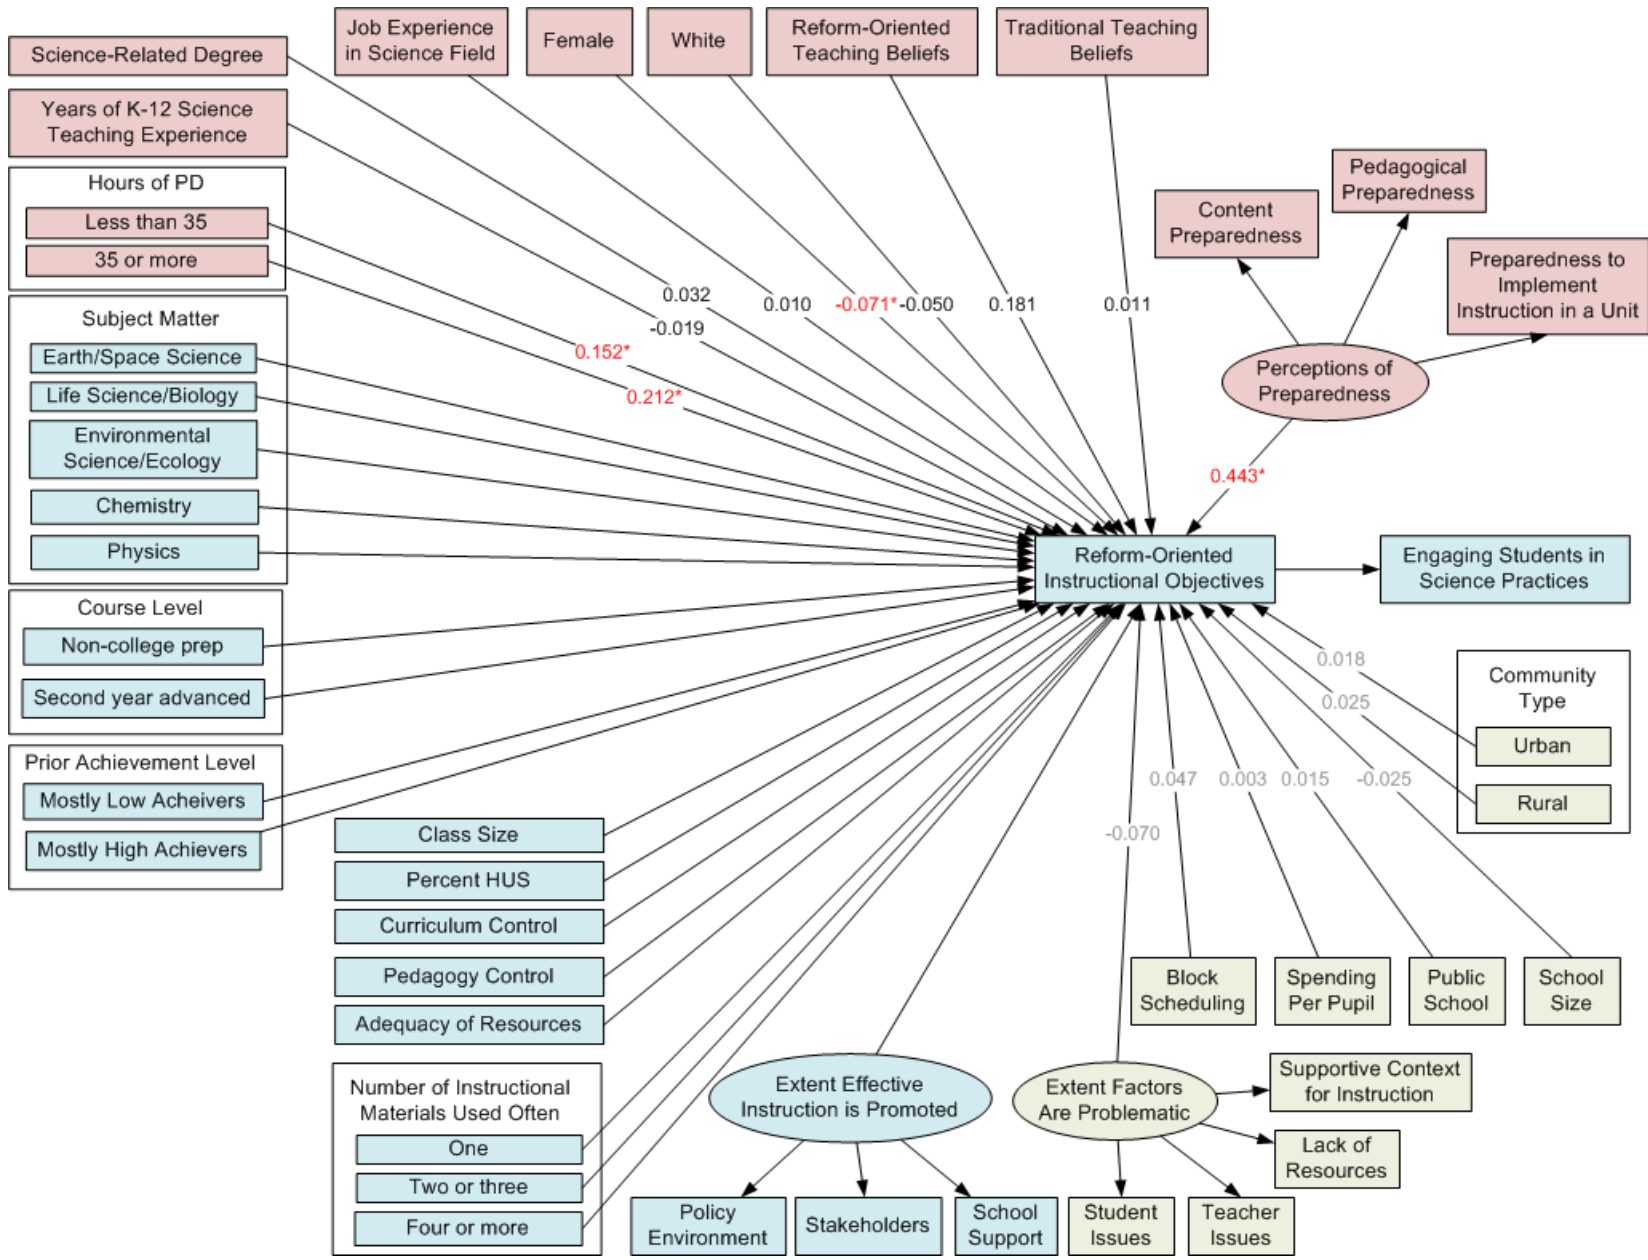 Science-Related Degree
Job Experience
in Science Field
Female
White
Reform-Oriented
Teaching Beliefs
Traditional Teaching
Beliefs
Years of K-12 Science
Teaching Experience
Hours of PD
Less than 35
35 or more
Pedagogical
Preparedness
Content
Preparedness
Preparedness to
Implement
Instruction in a Unit
Perceptions of
Preparedness
0.032
-0.019
0.010
-0.071*
-0.050
0.181
0.011
0.152*
0.212*
0.443*
Subject Matter
Earth/Space Science
Life Science/Biology
Environmental
Science/Ecology
Chemistry
Physics
Reform-Oriented
Instructional Objectives
Engaging Students in
Science Practices
Course Level
Non-college prep
Second year advanced
Prior Achievement Level
Mostly Low Acheivers
Mostly High Achievers
0.018
0.025
Community
Type
Urban
Rural
0.047
0.003
0.015
-0.025
-0.070
Class Size
Percent HUS
Curriculum Control
Pedagogy Control
Adequacy of Resources
Block
Scheduling
Spending
Per Pupil
Public
School
School
Size
Number of Instructional
Materials Used Often
One
Two or three
Four or more
Extent Effective
Instruction is Promoted
Extent Factors
Are Problematic
Supportive Context
for Instruction
Lack of
Resources
Policy
Environment
Stakeholders
School
Support
Student
Issues
Teacher
Issues